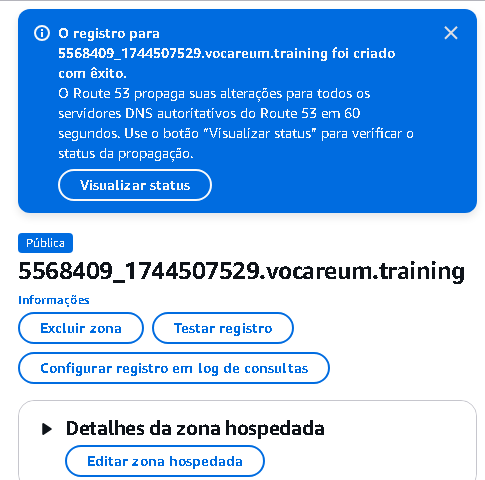 O registro para
5568409_1744507529.vocareum.training foi criado
com êxito.
O Route 53 propaga suas alterações para todos os
servidores DNS autoritativos do Route 53 em 60
segundos. Use o botão “Visualizar status” para verificar o
status da propagação.
Visualizar status
Pública
5568409_1744507529.vocareum.training
Informações
Excluir zona
Testar registro
Configurar registro em log de consultas
Detalhes da zona hospedada
Editar zona hospedada